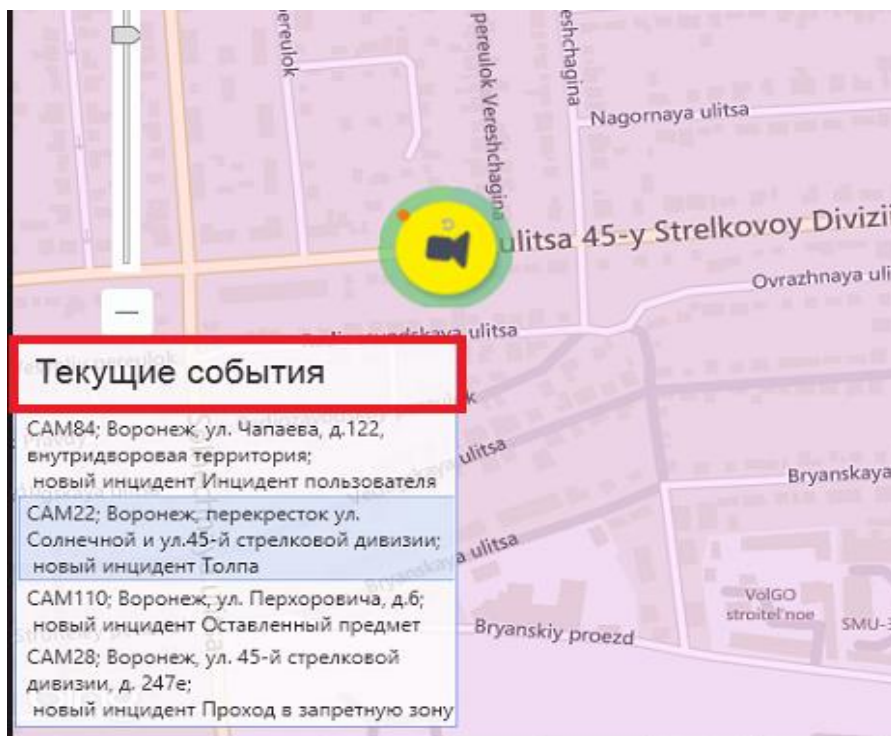 pereulok
pereulok Vereshchagina
eshchagina
Nagornaya ulitsa
ulitsa 45-y Strelkovoy Divizii
Ovrazhnaya uli
ulitsa
Текущие события
CAM84; Воронеж, ул. Чапаева, д.122,
внутридворовая территория;
новый инцидент Инцидент пользователя
CAM22; Воронеж, перекресток ул.
Солнечной и ул.45-й стрелковой дивизии;
новый инцидент Толпа
CAM110; Воронеж, ул. Перхоровича, д.6;
новый инцидент Оставленный предмет
CAM28; Воронеж, ул. 45-й стрелковой
дивизии, д. 247е;
новый инцидент Проход в запретную зону
ulitsa
Bryanskaya
a ulitsa
VolGO
stroitel'noe
SMU-3
Bryanskiy proezd